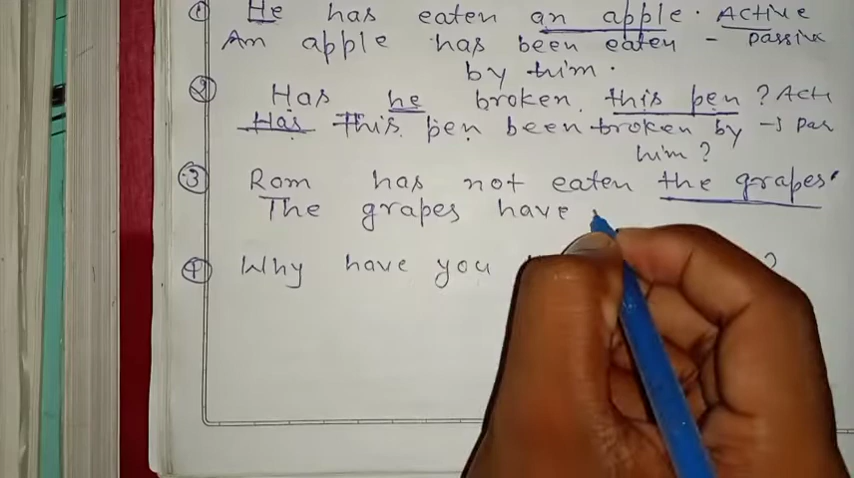 ① He has eaten an apple. Active
An apple has been eaten - passive
by him.
② Has he broken this pen ? Act
Has this pen been broken by → pas
him ?
③ Rom has not eaten the grapes.
The grapes have
④ Why have you ?